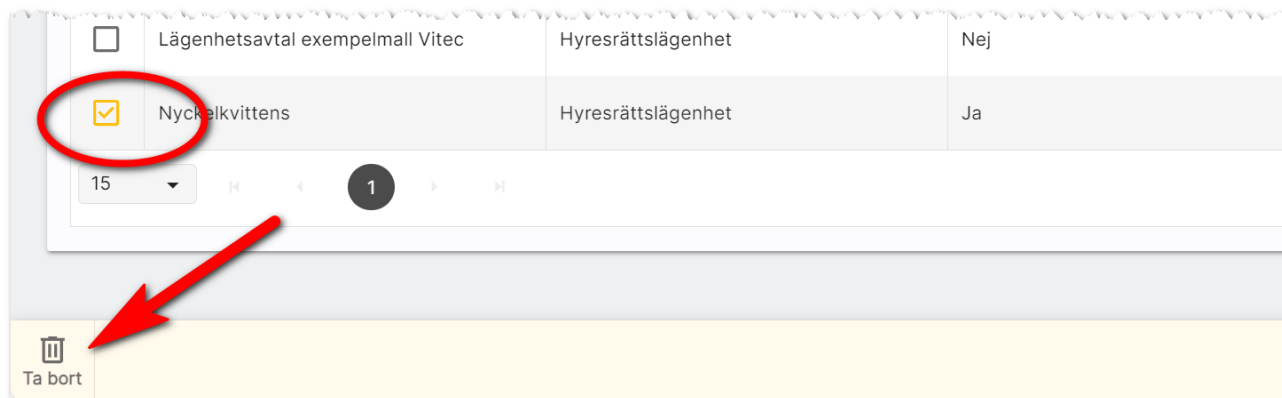 Lägenhetsavtal exempelmall Vitec Hyresrättslägenhet Nej
Nyckelkvittens Hyresrättslägenhet Ja
15 1
Ta bort